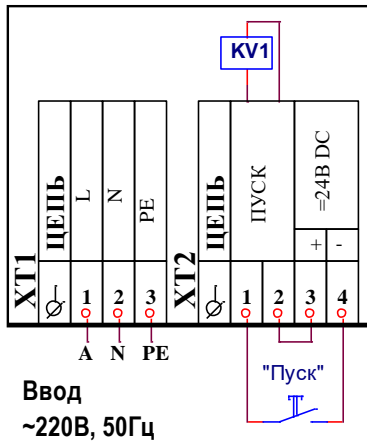 KV1
XT1
ЦЕПЬ
L
N
PE
1
2
3
A
N
PE
XT2
ЦЕПЬ
ПУСК
=24В DC
+
-
1
2
3
4
"Пуск"
Ввод
~220В, 50Гц